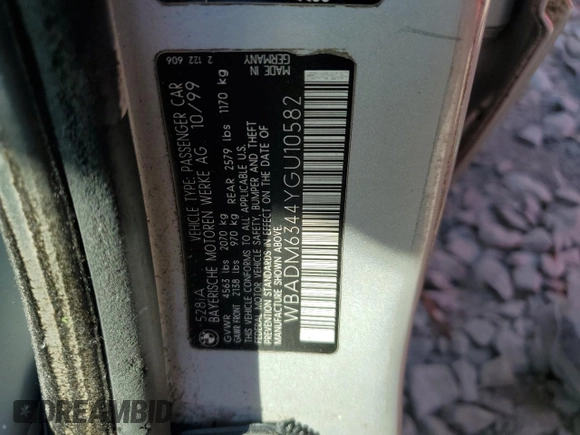 528iA
VEHICLE TYPE: PASSENGER CAR
BAYERISCHE MOTOREN WERKE AG 10/99
GVWR 4563 lbs 2070 kg
GAWR FRONT 2138 lbs 970 kg REAR 2579 lbs 1170 kg
THIS VEHICLE CONFORMS TO ALL APPLICABLE U.S.
FEDERAL MOTOR VEHICLE SAFETY, BUMPER AND THEFT
PREVENTION STANDARDS IN EFFECT ON THE DATE OF
MANUFACTURE SHOWN ABOVE.
WBADM6344YGU10582
2 122 606
MADE IN
GERMANY
BMW
DREAMBID